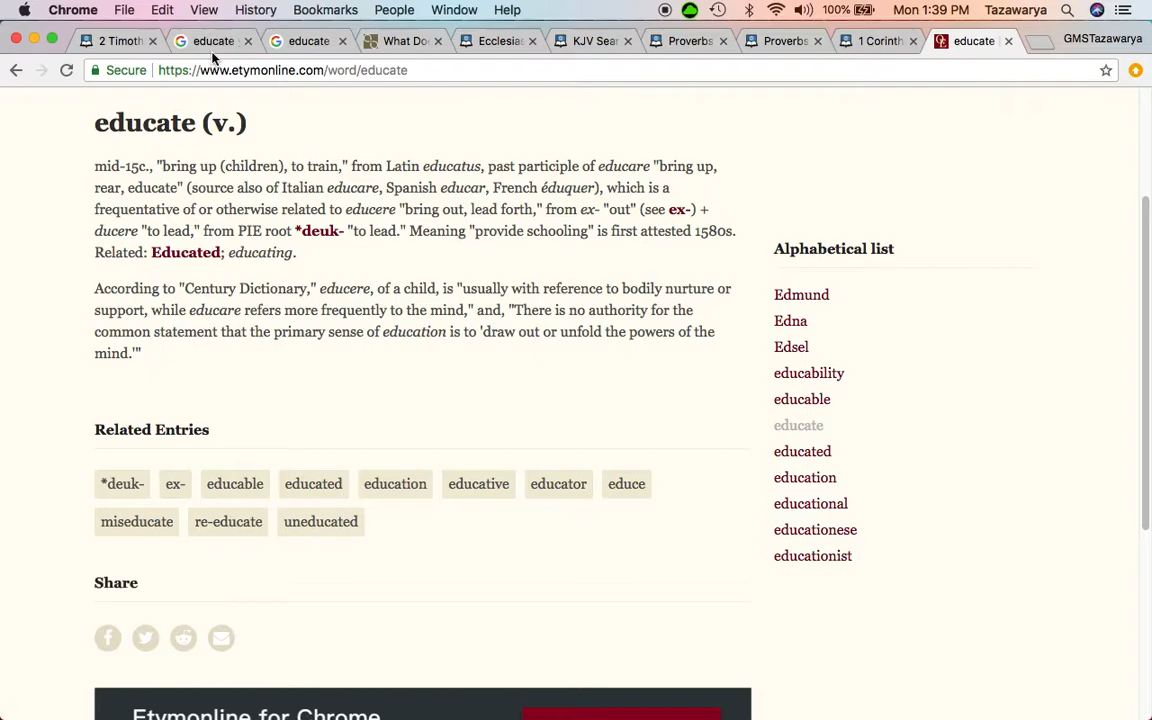 Chrome File Edit View History Bookmarks People Window Help 100% Mon 1:39 PM Tazawarya
2 Timoth educate educate What Do Ecclesias KJV Sear Proverbs Proverbs 1 Corinth educate GMSTazawarya
Secure https://www.etymonline.com/word/educate
educate (v.)
mid-15c., "bring up (children), to train," from Latin educatus, past participle of educare "bring up,
rear, educate" (source also of Italian educare, Spanish educar, French éduquer), which is a
frequentative of or otherwise related to educere "bring out, lead forth," from ex- "out" (see ex-) +
ducere "to lead," from PIE root *deuk- "to lead." Meaning "provide schooling" is first attested 1580s.
Related: Educated; educating.
According to "Century Dictionary," educere, of a child, is "usually with reference to bodily nurture or
support, while educare refers more frequently to the mind," and, "There is no authority for the
common statement that the primary sense of education is to 'draw out or unfold the powers of the
mind.'"
Related Entries
*deuk- ex- educable educated education educative educator educe
miseducate re-educate uneducated
Share
Etymonline for Chrome
Alphabetical list
Edmund
Edna
Edsel
educability
educable
educate
educated
education
educational
educationese
educationist